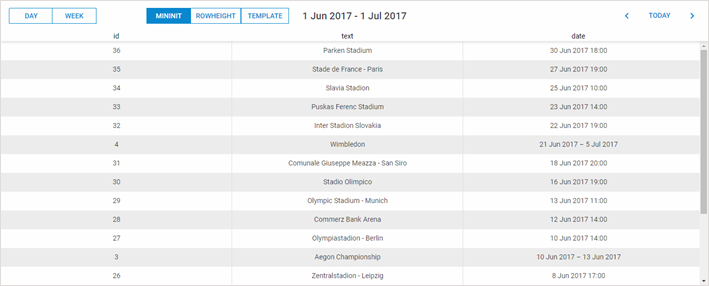 DAY WEEK MININIT ROWHEIGHT TEMPLATE 1 Jun 2017 - 1 Jul 2017 TODAY
id text date
36 Parken Stadium 30 Jun 2017 18:00
35 Stade de France - Paris 27 Jun 2017 19:00
34 Slavia Stadion 25 Jun 2017 10:00
33 Puskas Ferenc Stadium 23 Jun 2017 14:00
32 Inter Stadion Slovakia 22 Jun 2017 19:00
4 Wimbledon 21 Jun 2017 – 5 Jul 2017
31 Comunale Giuseppe Meazza - San Siro 18 Jun 2017 20:00
30 Stadio Olimpico 16 Jun 2017 19:00
29 Olympic Stadium - Munich 13 Jun 2017 11:00
28 Commerz Bank Arena 12 Jun 2017 14:00
27 Olympiastadion - Berlin 10 Jun 2017 14:00
3 Aegon Championship 10 Jun 2017 – 13 Jun 2017
26 Zentralstadion - Leipzig 8 Jun 2017 17:00